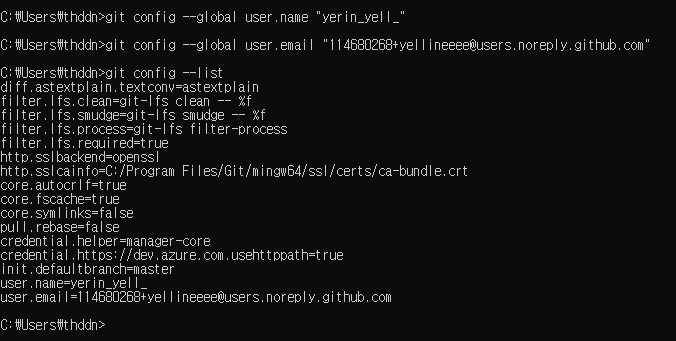 C:₩Users₩thddn>git config --global user.name "yerin_yell_"
C:₩Users₩thddn>git config --global user.email "114680268+yellineeee@users.noreply.github.com"
C:₩Users₩thddn>git config --list
diff.astextplain.textconv=astextplain
filter.lfs.clean=git-lfs clean -- %f
filter.lfs.smudge=git-lfs smudge -- %f
filter.lfs.process=git-lfs filter-process
filter.lfs.required=true
http.sslbackend=openssl
http.sslcainfo=C:/Program Files/Git/mingw64/ssl/certs/ca-bundle.crt
core.autocrlf=true
core.fscache=true
core.symlinks=false
pull.rebase=false
credential.helper=manager-core
credential.https://dev.azure.com.usehttppath=true
init.defaultbranch=master
user.name=yerin_yell_
user.email=114680268+yellineeee@users.noreply.github.com
C:₩Users₩thddn>